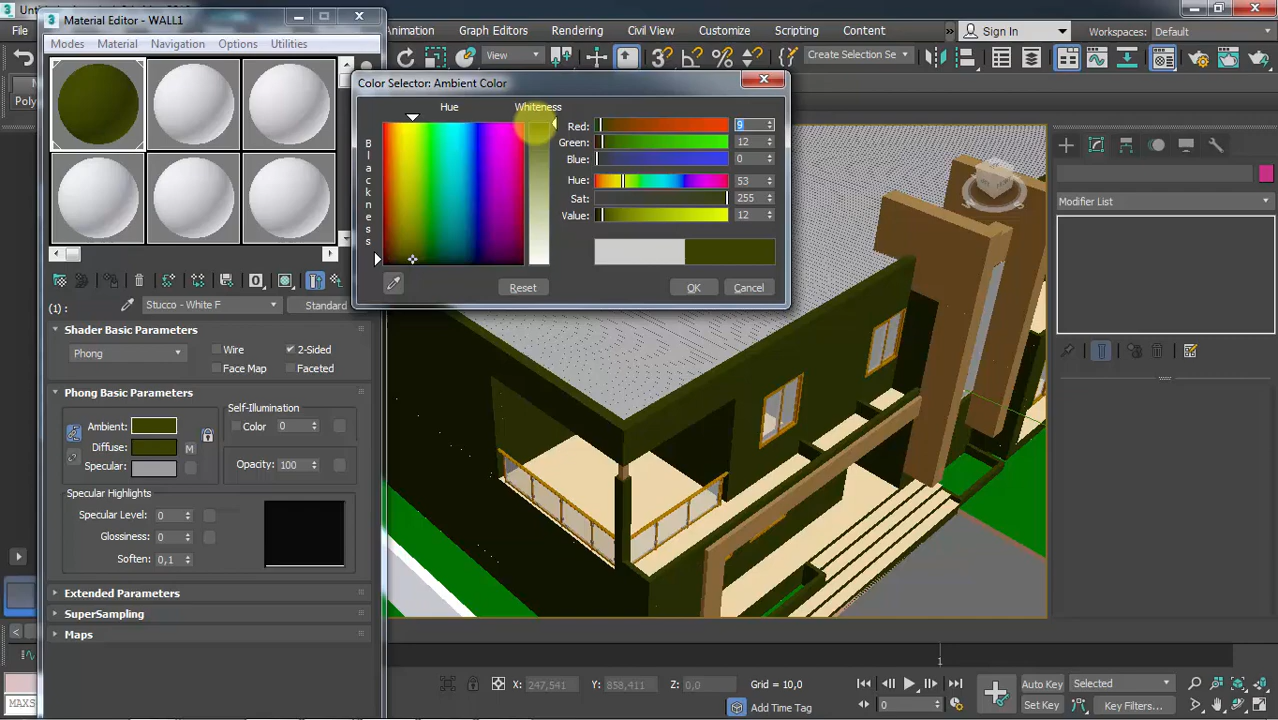 Material Editor - WALL1
Modes Material Navigation Options Utilities
Animation Graph Editors Rendering Civil View Customize Scripting Content Sign In Workspaces: Default
View Create Selection Se
Color Selector: Ambient Color
Hue Whiteness
Blackness
Red: 9
Green: 12
Blue: 0
Hue: 53
Sat: 255
Value: 12
Reset OK Cancel
Modifier List
(1): Stucco - White F Standard
Shader Basic Parameters
Phong Wire 2-Sided
Face Map Faceted
Phong Basic Parameters
Self-Illumination
Ambient: Color 0
Diffuse: M
Specular: Opacity: 100
Specular Highlights
Specular Level: 0
Glossiness: 0
Soften: 0,1
Extended Parameters
SuperSampling
Maps
1
X: 247,541 Y: 858,411 Z: 0,0 Grid = 10,0
Add Time Tag
0
Auto Key Selected
Set Key Key Filters...
MAXS